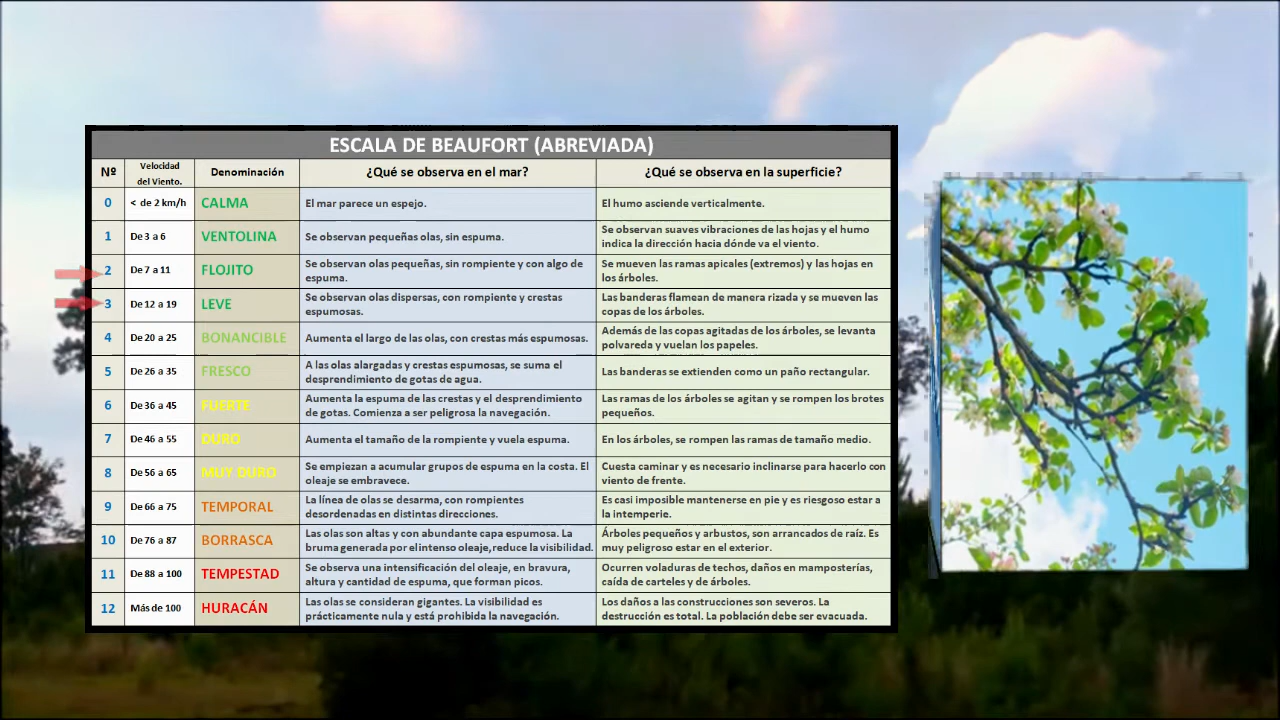 ESCALA DE BEAUFORT (ABREVIADA)
Nº
Velocidad
del Viento.
Denominación
¿Qué se observa en el mar?
¿Qué se observa en la superficie?
0
< de 2 km/h
CALMA
El mar parece un espejo.
El humo asciende verticalmente.
1
De 3 a 6
VENTOLINA
Se observan pequeñas olas, sin espuma.
Se observan suaves vibraciones de las hojas y el humo
indica la dirección hacia dónde va el viento.
2
De 7 a 11
FLOJITO
Se observan olas pequeñas, sin rompiente y con algo de
espuma.
Se mueven las ramas apicales (extremos) y las hojas en
los árboles.
3
De 12 a 19
LEVE
Se observan olas dispersas, con rompiente y crestas
espumosas.
Las banderas flamean de manera rizada y se mueven las
copas de los árboles.
4
De 20 a 25
BONANCIBLE
Aumenta el largo de las olas, con crestas más espumosas.
Además de las copas agitadas de los árboles, se levanta
polvareda y vuelan los papeles.
5
De 26 a 35
FRESCO
A las olas alargadas y crestas espumosas, se suma el
desprendimiento de gotas de agua.
Las banderas se extienden como un paño rectangular.
6
De 36 a 45
FUERTE
Aumenta la espuma de las crestas y el desprendimiento
de gotas. Comienza a ser peligrosa la navegación.
Las ramas de los árboles se agitan y se rompen los brotes
pequeños.
7
De 46 a 55
DURO
Aumenta el tamaño de la rompiente y vuela espuma.
En los árboles, se rompen las ramas de tamaño medio.
8
De 56 a 65
MUY DURO
Se empiezan a acumular grupos de espuma en la costa. El
oleaje se embravece.
Cuesta caminar y es necesario inclinarse para hacerlo con
viento de frente.
9
De 66 a 75
TEMPORAL
La línea de olas se desarma, con rompientes
desordenadas en distintas direcciones.
Es casi imposible mantenerse en pie y es riesgoso estar a
la intemperie.
10
De 76 a 87
BORRASCA
Las olas son altas y con abundante capa espumosa. La
bruma generada por el intenso oleaje, reduce la visibilidad.
Árboles pequeños y arbustos, son arrancados de raíz. Es
muy peligroso estar en el exterior.
11
De 88 a 100
TEMPESTAD
Se observa una intensificación del oleaje, en bravura,
altura y cantidad de espuma, que forman picos.
Ocurren voladuras de techos, daños en mamposterías,
caída de carteles y de árboles.
12
Más de 100
HURACÁN
Las olas se consideran gigantes. La visibilidad es
prácticamente nula y está prohibida la navegación.
Los daños a las construcciones son severos. La
destrucción es total. La población debe ser evacuada.